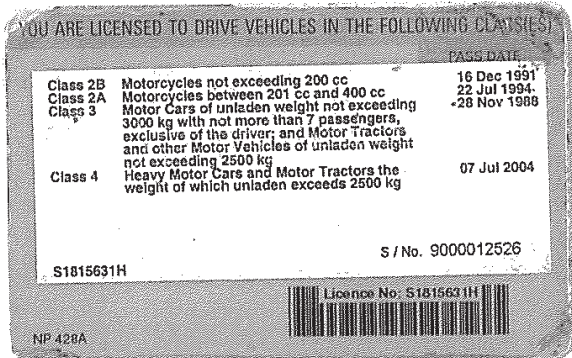 YOU ARE LICENSED TO DRIVE VEHICLES IN THE FOLLOWING CLASS(ES)
PASS DATE
Class 2B Motorcycles not exceeding 200 cc 16 Dec 1991
Class 2A Motorcycles between 201 cc and 400 cc 22 Jul 1994
Class 3 Motor Cars of unladen weight not exceeding 28 Nov 1988
3000 kg with not more than 7 passengers,
exclusive of the driver; and Motor Tractors
and other Motor Vehicles of unladen weight
not exceeding 2500 kg
Class 4 Heavy Motor Cars and Motor Tractors the 07 Jul 2004
weight of which unladen exceeds 2500 kg
S / No. 9000012526
S1815631H
Licence No: S1815631H
NP 428A